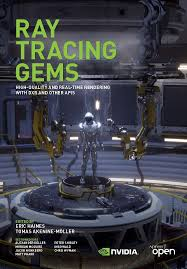 RAY
TRACING
GEMS
HIGH-QUALITY AND REAL-TIME RENDERING
WITH DXR AND OTHER APIS
EDITED BY
ERIC HAINES
TOMAS AKENINE-MÖLLER
SECTION EDITORS
ALEXANDER KELLER
MORGAN MCGUIRE
JACOB MUNKBERG
MATT PHARR
PETER SHIRLEY
INGO WALD
CHRIS WYMAN
NVIDIA
open